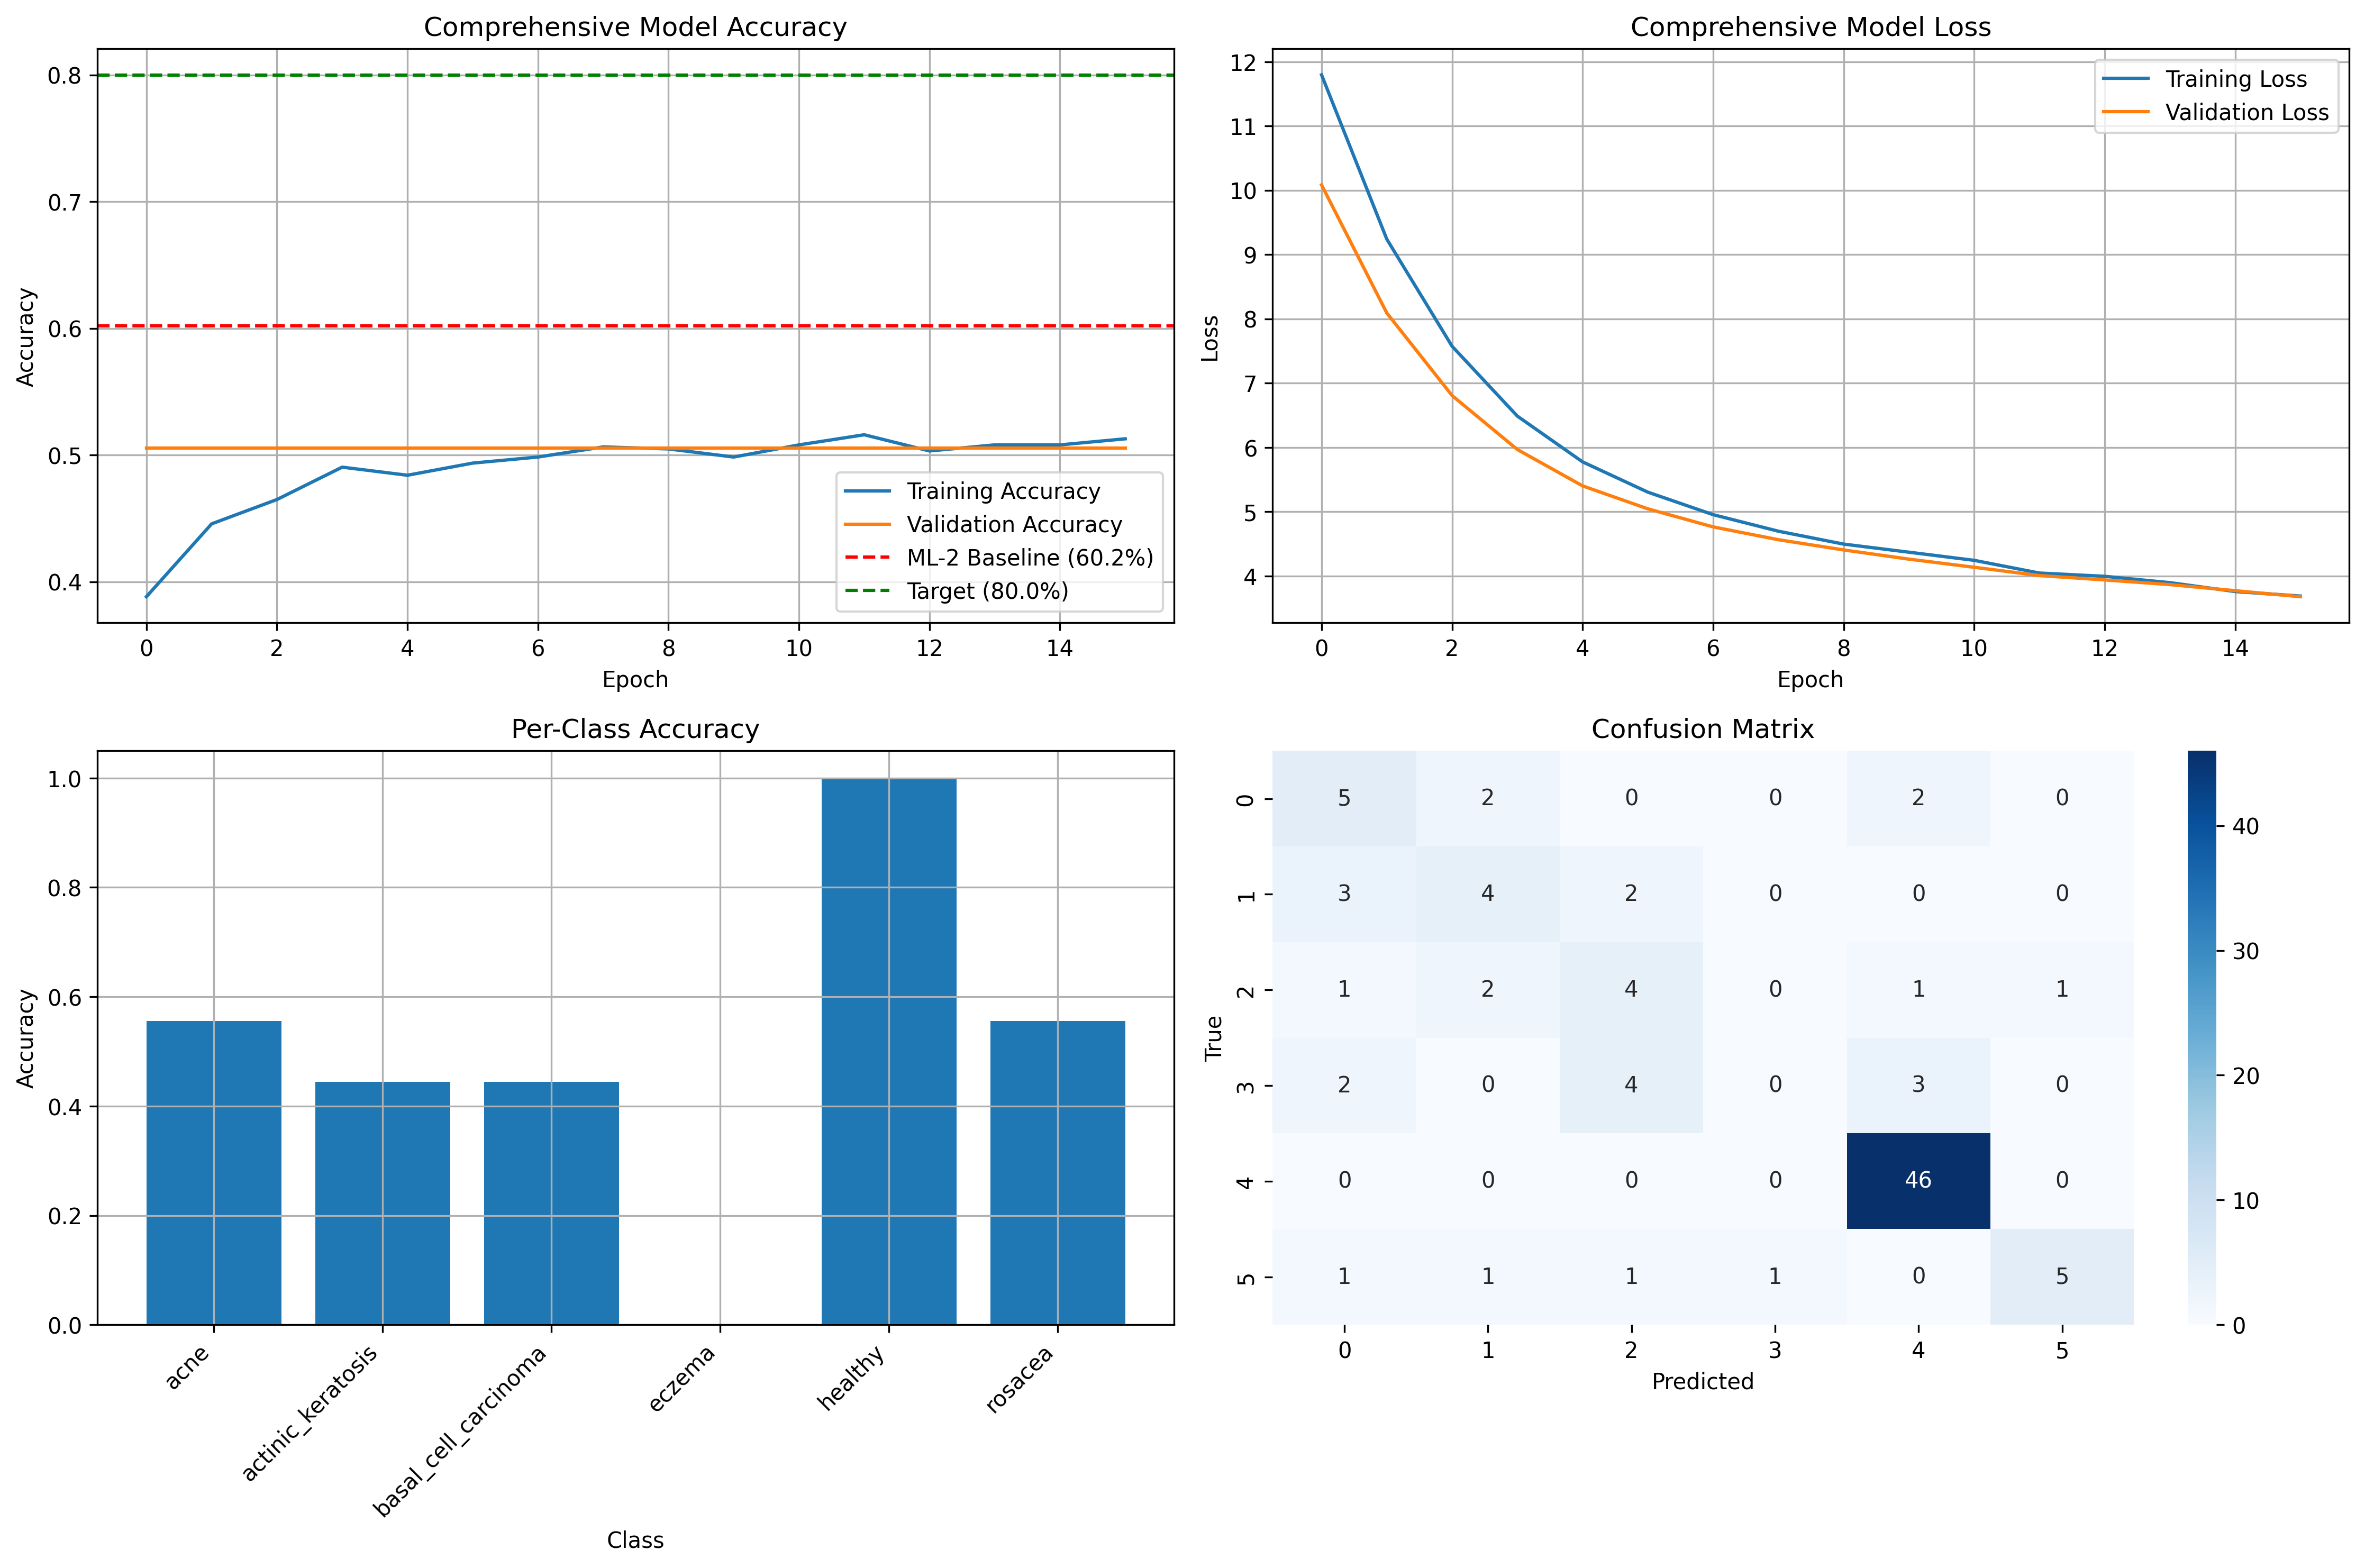 Comprehensive Model Accuracy
Accuracy
0.8
0.7
0.6
0.5
0.4
Training Accuracy
Validation Accuracy
ML-2 Baseline (60.2%)
Target (80.0%)
0 2 4 6 8 10 12 14
Epoch
Comprehensive Model Loss
Loss
12
11
10
9
8
7
6
5
4
Training Loss
Validation Loss
0 2 4 6 8 10 12 14
Epoch
Per-Class Accuracy
Accuracy
1.0
0.8
0.6
0.4
0.2
0.0
acne
actinic_keratosis
basal_cell_carcinoma
eczema
healthy
rosacea
Class
Confusion Matrix
True
0 5 2 0 0 2 0
1 3 4 2 0 0 0
2 1 2 4 0 1 1
3 2 0 4 0 3 0
4 0 0 0 0 46 0
5 1 1 1 1 0 5
0 1 2 3 4 5
Predicted
40
30
20
10
0